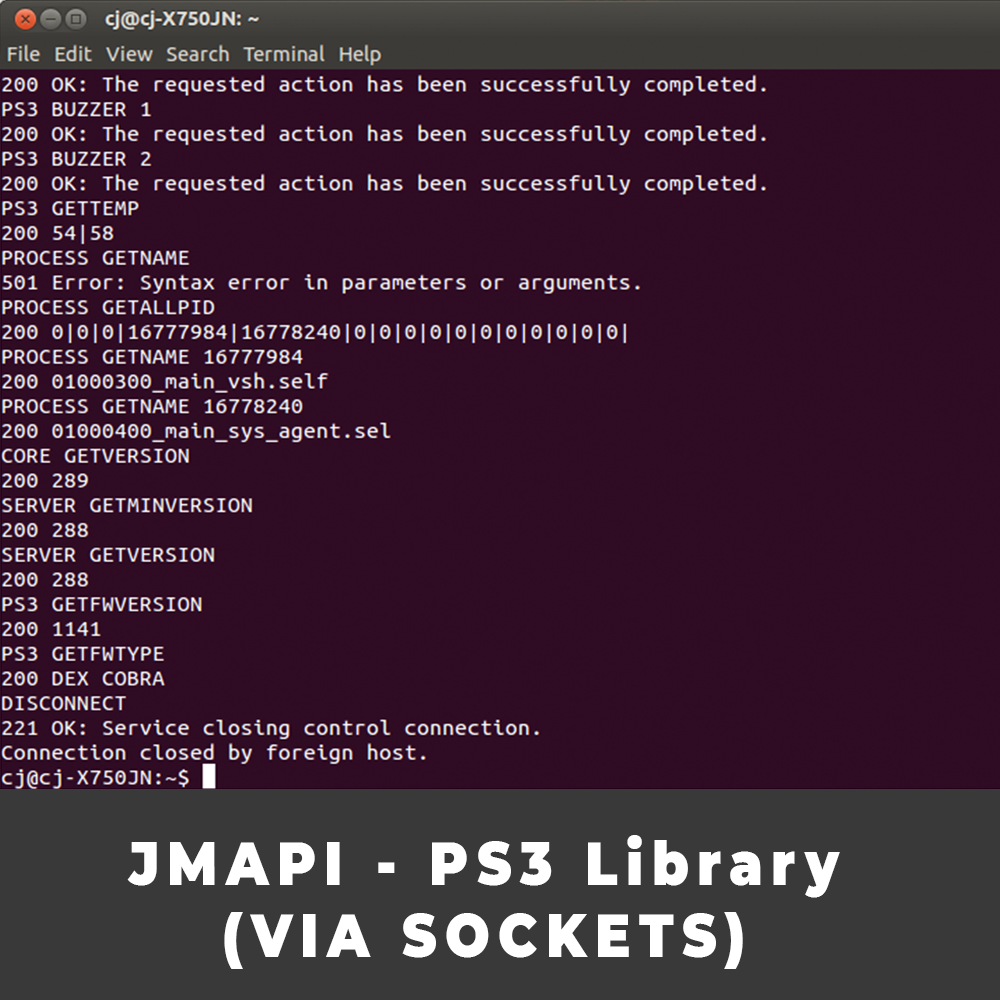 cj@cj-X750JN: ~
File Edit View Search Terminal Help
200 OK: The requested action has been successfully completed.
PS3 BUZZER 1
200 OK: The requested action has been successfully completed.
PS3 BUZZER 2
200 OK: The requested action has been successfully completed.
PS3 GETTEMP
200 54|58
PROCESS GETNAME
501 Error: Syntax error in parameters or arguments.
PROCESS GETALLPID
200 0|0|0|16777984|16778240|0|0|0|0|0|0|0|0|0|0|0|
PROCESS GETNAME 16777984
200 01000300_main_vsh.self
PROCESS GETNAME 16778240
200 01000400_main_sys_agent.sel
CORE GETVERSION
200 289
SERVER GETMINVERSION
200 288
SERVER GETVERSION
200 288
PS3 GETFWVERSION
200 1141
PS3 GETFWTYPE
200 DEX COBRA
DISCONNECT
221 OK: Service closing control connection.
Connection closed by foreign host.
cj@cj-X750JN:~$
JMAPI - PS3 Library
(VIA SOCKETS)